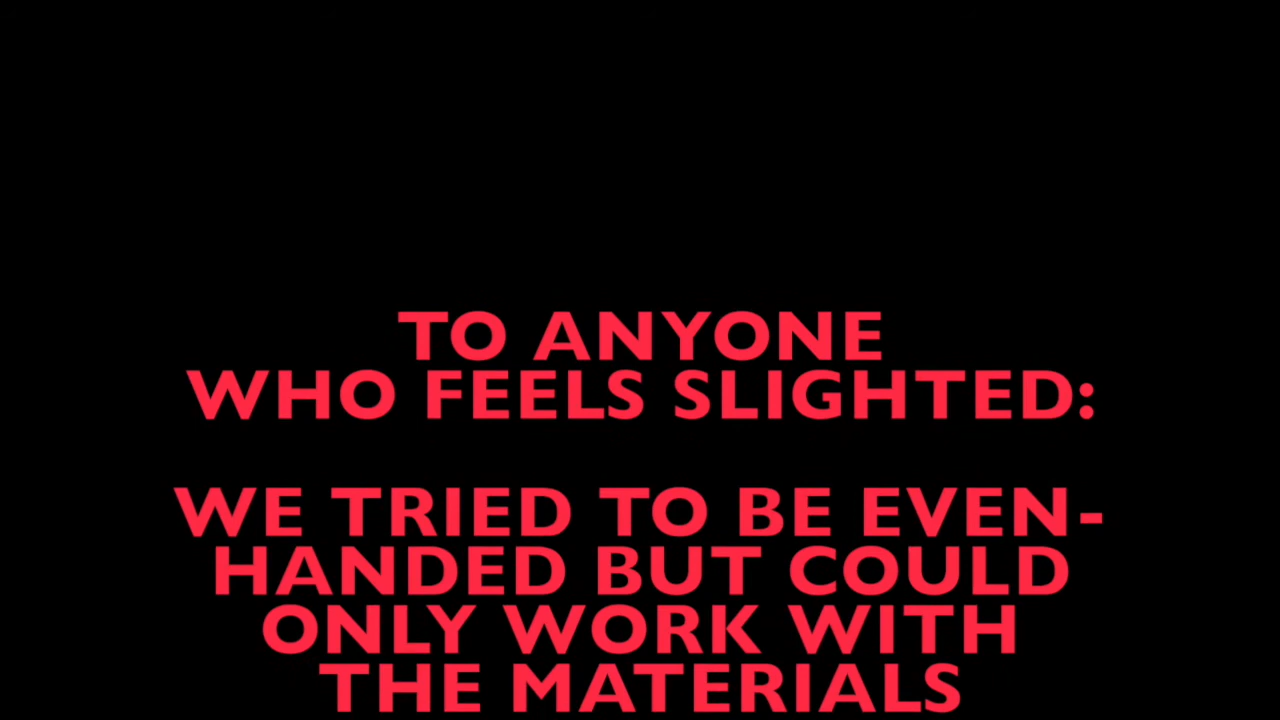 TO ANYONE
WHO FEELS SLIGHTED:
WE TRIED TO BE EVEN-
HANDED BUT COULD
ONLY WORK WITH
THE MATERIALS